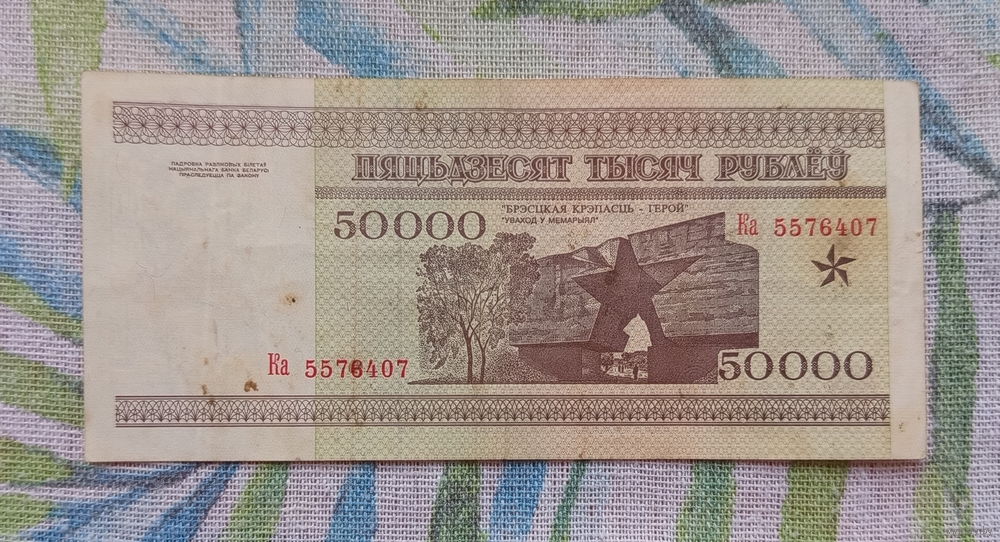 ПАДРОБКА РАЗЛІКОВЫХ БІЛЕТАЎ
НАЦЫЯНАЛЬНАГА БАНКА БЕЛАРУСІ
ПРАСЛЕДУЕЦЦА ПА ЗАКОНУ
ПЯЦЬДЗЕСЯТ ТЫСЯЧ РУБЛЁЎ
50000
"БРЭСЦКАЯ КРЭПАСЦЬ - ГЕРОЙ"
"УВАХОД У МЕМАРЫЯЛ"
Ка 5576407
Ка 5576407
50000